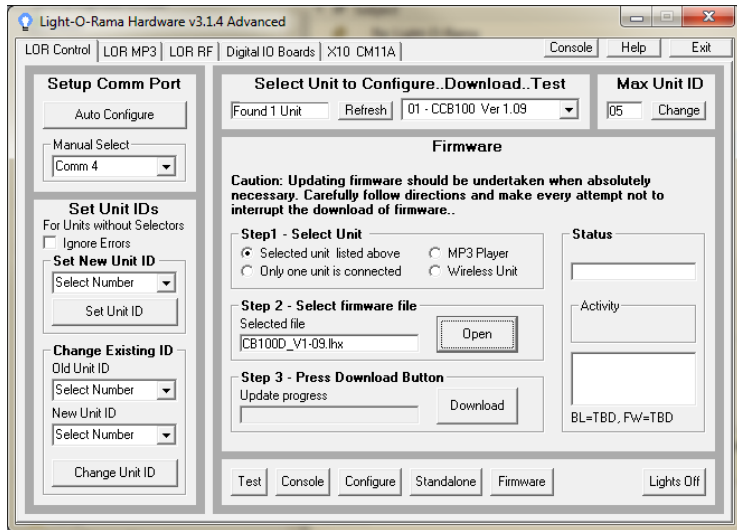 Light-O-Rama Hardware v3.1.4 Advanced
LOR Control LOR MP3 LOR RF Digital IO Boards X10 CM11A Console Help Exit
Setup Comm Port
Auto Configure
Manual Select
Comm 4
Set Unit IDs
For Units without Selectors
Ignore Errors
Set New Unit ID
Select Number
Set Unit ID
Change Existing ID
Old Unit ID
Select Number
New Unit ID
Select Number
Change Unit ID
Select Unit to Configure..Download..Test
Found 1 Unit Refresh 01 - CCB100 Ver 1.09
Max Unit ID
05 Change
Firmware
Caution: Updating firmware should be undertaken when absolutely
necessary. Carefully follow directions and make every attempt not to
interrupt the download of firmware..
Step1 - Select Unit
Selected unit listed above MP3 Player
Only one unit is connected Wireless Unit
Step 2 - Select firmware file
Selected file
CB100D_V1-09.lhx Open
Step 3 - Press Download Button
Update progress
Download
Status
Activity
BL=TBD, FW=TBD
Test Console Configure Standalone Firmware Lights Off